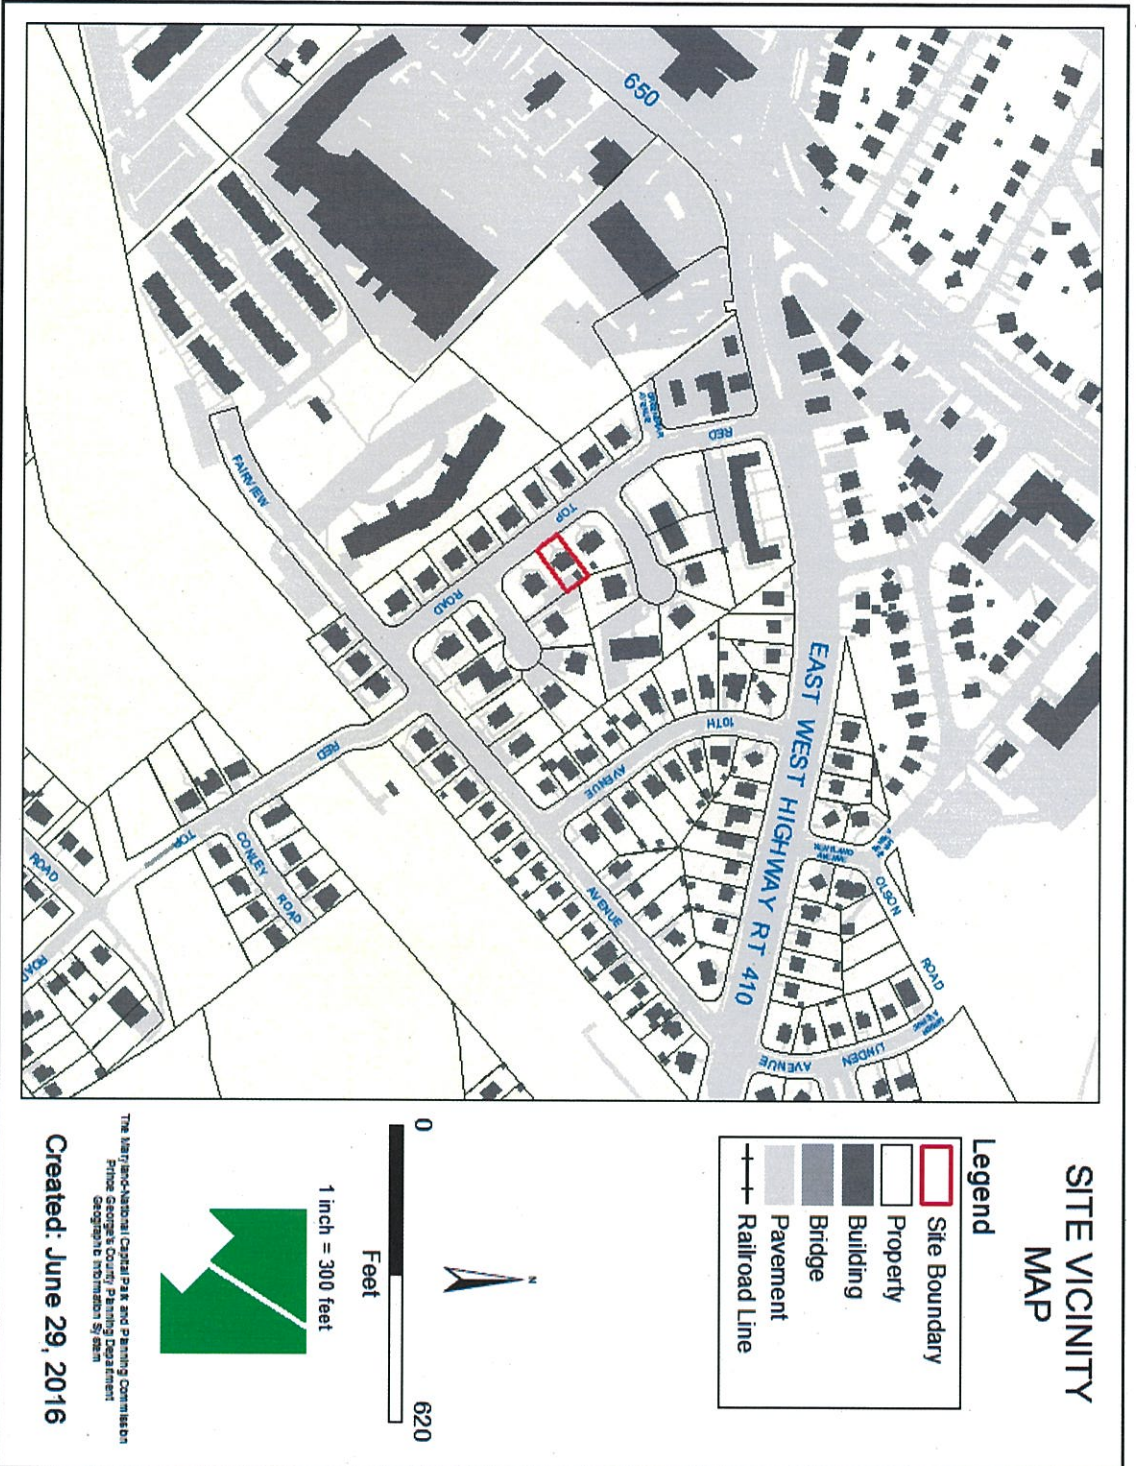 SITE VICINITY
MAP
Legend
Site Boundary
Property
Building
Bridge
Pavement
Railroad Line
N
0
620
Feet
1 inch = 300 feet
The Maryland-National Capital Park and Planning Commission
Prince George's County Planning Department
Geographic Information System
Created: June 29, 2016
650
EAST WEST HIGHWAY RT 410
RED
TOP
ROAD
FAIRVIEW
AVENUE
10TH
AVENUE
RED
TOP
ROAD
CONLEY
ROAD
ROAD
OLSON
ROAD
LINDEN
AVENUE
AVENUE